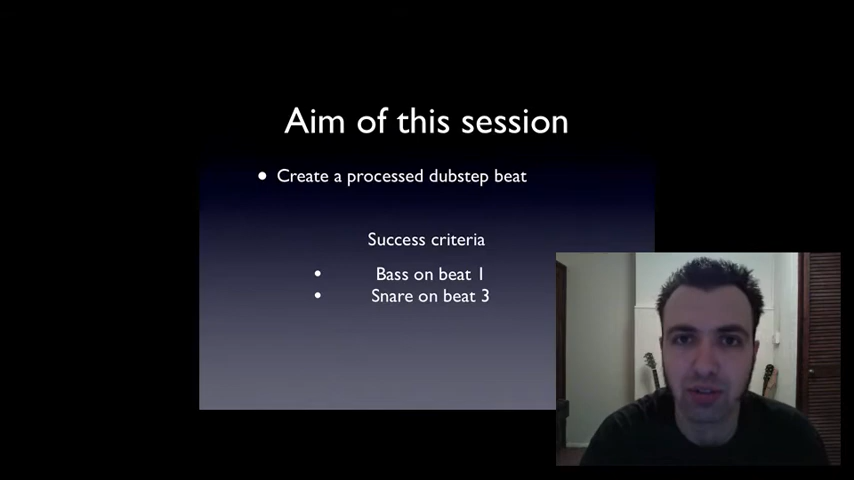 Aim of this session
• Create a processed dubstep beat
Success criteria
• Bass on beat 1
• Snare on beat 3